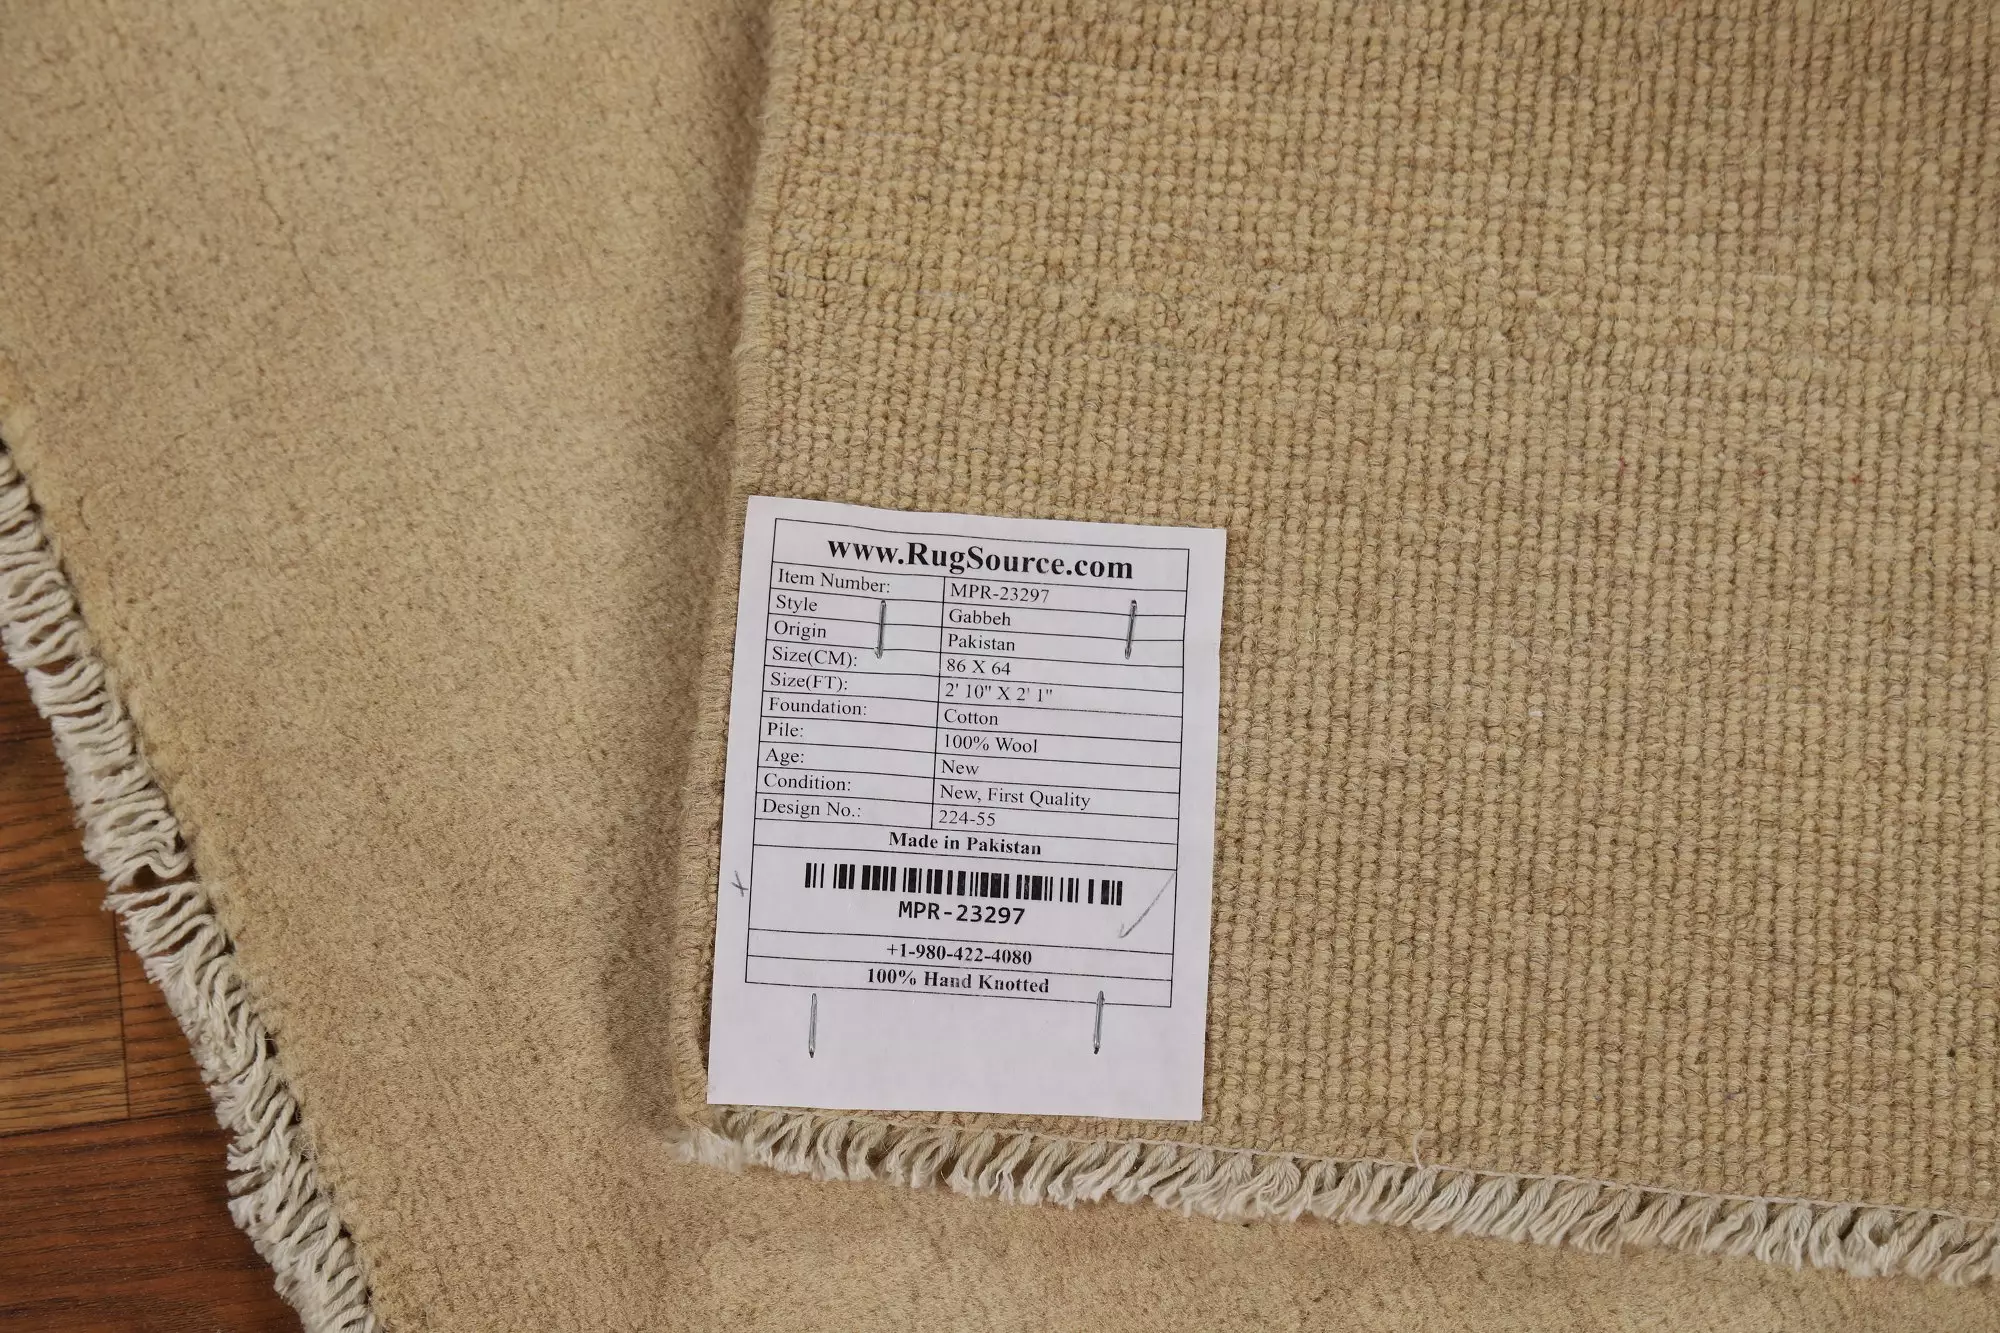 www.RugSource.com
Item Number: MPR-23297
Style Gabbeh
Origin Pakistan
Size(CM): 86 X 64
Size(FT): 2' 10" X 2' 1"
Foundation: Cotton
Pile: 100% Wool
Age: New
Condition: New, First Quality
Design No.: 224-55
Made in Pakistan
MPR-23297
+1-980-422-4080
100% Hand Knotted